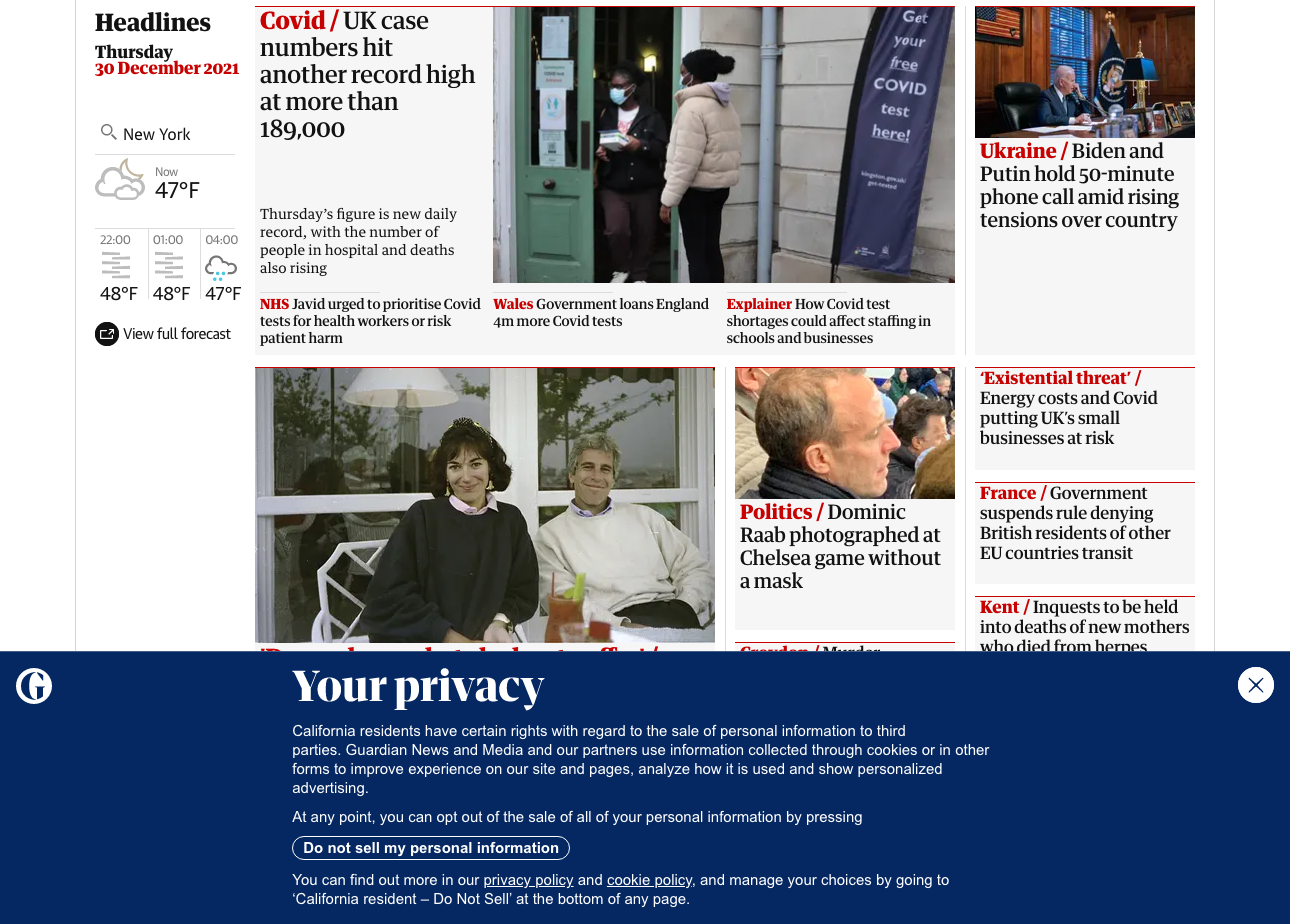 Headlines
Thursday
30 December 2021
New York
Now
47°F
22:00
01:00
04:00
48°F
48°F
47°F
View full forecast
Covid / UK case
numbers hit
another record high
at more than
189,000
Thursday’s figure is new daily
record, with the number of
people in hospital and deaths
also rising
Get
your
free
COVID
test
here!
kingston.gov.uk/
get-tested
NHS Javid urged to prioritise Covid
tests for health workers or risk
patient harm
Wales Government loans England
4m more Covid tests
Explainer How Covid test
shortages could affect staffing in
schools and businesses
Ukraine / Biden and
Putin hold 50-minute
phone call amid rising
tensions over country
Politics / Dominic
Raab photographed at
Chelsea game without
a mask
Croydon / Murder
‘Existential threat’ /
Energy costs and Covid
putting UK’s small
businesses at risk
France / Government
suspends rule denying
British residents of other
EU countries transit
Kent / Inquests to be held
into deaths of new mothers
who died from herpes
G
Your privacy
California residents have certain rights with regard to the sale of personal information to third
parties. Guardian News and Media and our partners use information collected through cookies or in other
forms to improve experience on our site and pages, analyze how it is used and show personalized
advertising.
At any point, you can opt out of the sale of all of your personal information by pressing
Do not sell my personal information
You can find out more in our privacy policy and cookie policy, and manage your choices by going to
‘California resident – Do Not Sell’ at the bottom of any page.